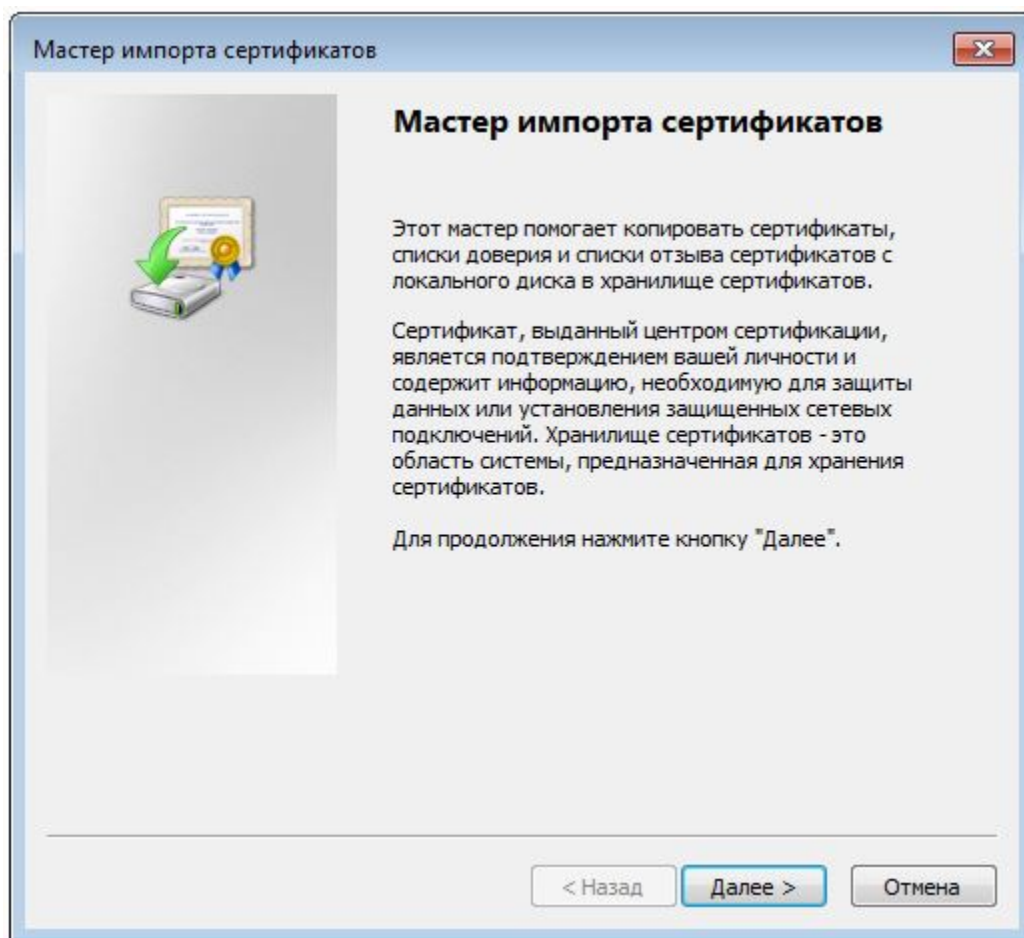 Мастер импорта сертификатов
Мастер импорта сертификатов
Этот мастер помогает копировать сертификаты,
списки доверия и списки отзыва сертификатов с
локального диска в хранилище сертификатов.
Сертификат, выданный центром сертификации,
является подтверждением вашей личности и
содержит информацию, необходимую для защиты
данных или установления защищенных сетевых
подключений. Хранилище сертификатов - это
область системы, предназначенная для хранения
сертификатов.
Для продолжения нажмите кнопку "Далее".
< Назад
Далее >
Отмена